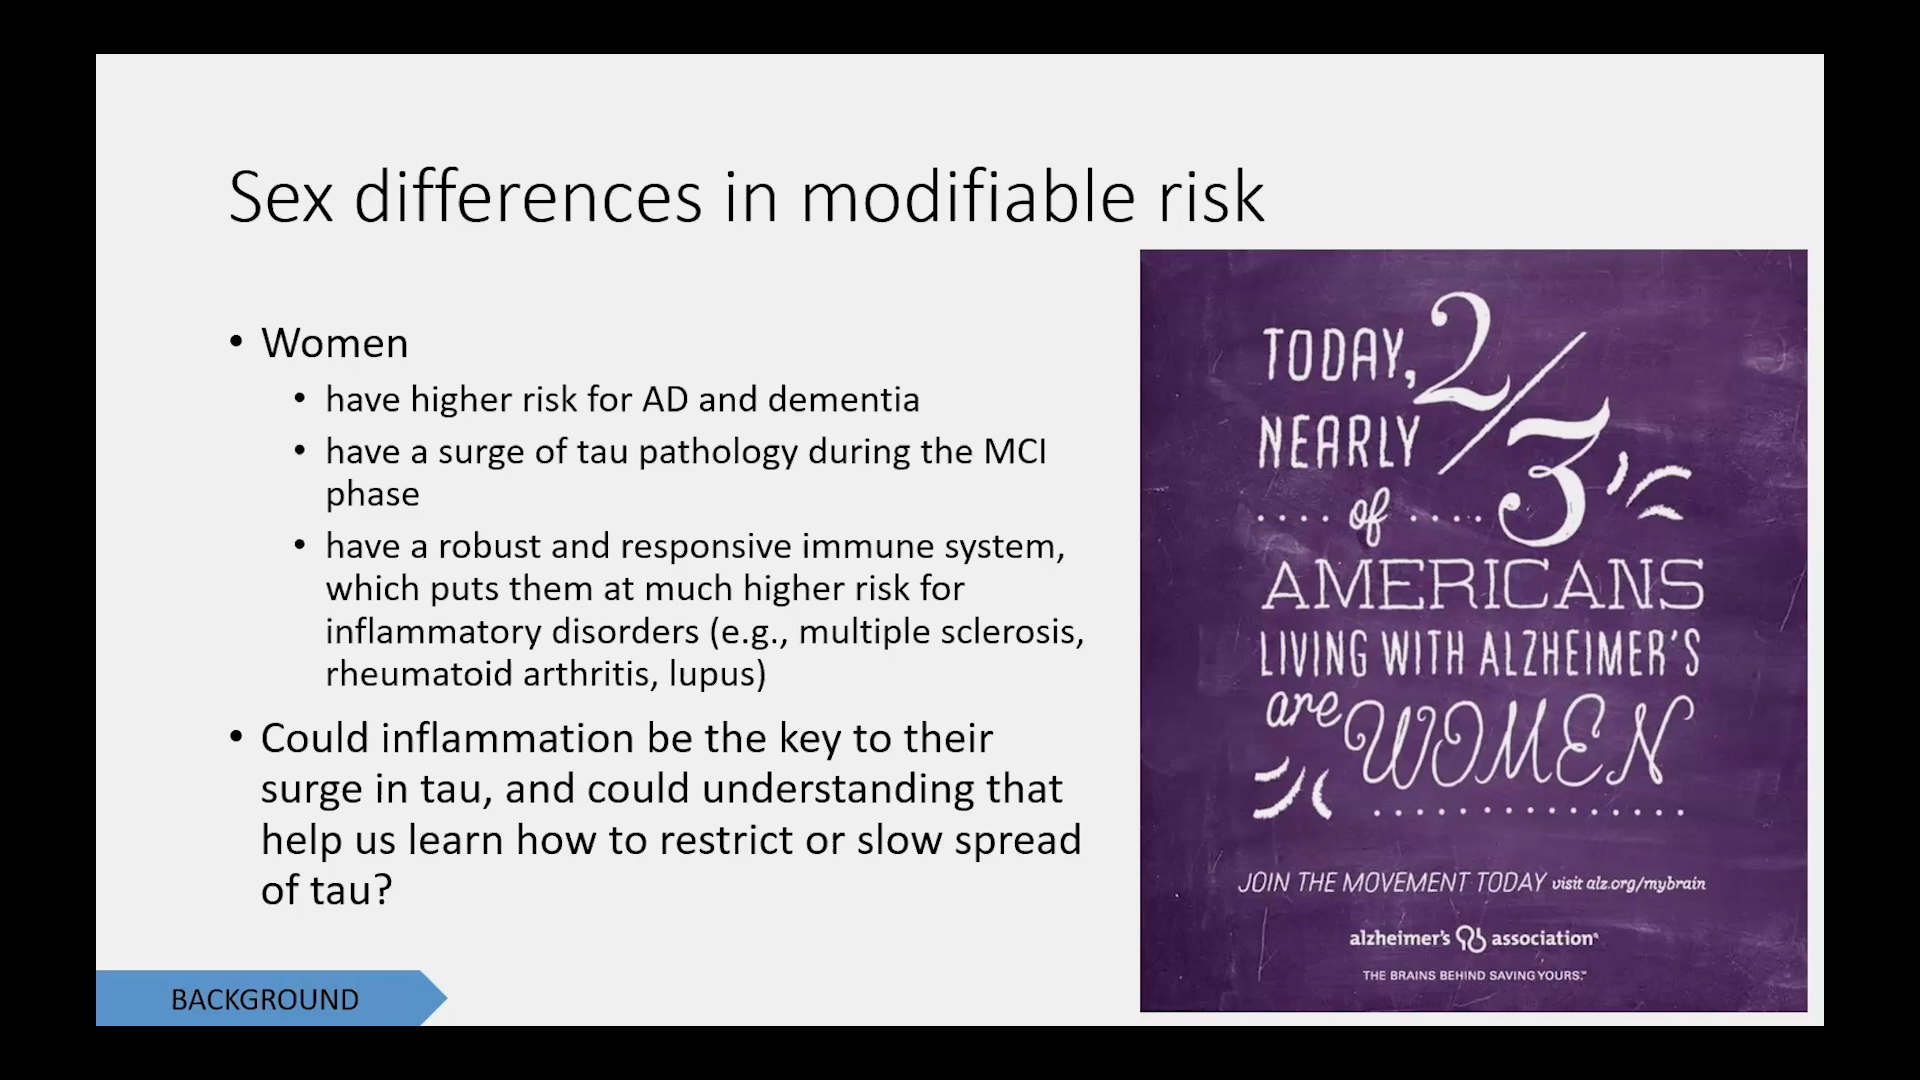 Sex differences in modifiable risk
• Women
• have higher risk for AD and dementia
• have a surge of tau pathology during the MCI
phase
• have a robust and responsive immune system,
which puts them at much higher risk for
inflammatory disorders (e.g., multiple sclerosis,
rheumatoid arthritis, lupus)
• Could inflammation be the key to their
surge in tau, and could understanding that
help us learn how to restrict or slow spread
of tau?
BACKGROUND
TODAY, 2/3
NEARLY
of
AMERICANS
LIVING WITH ALZHEIMER'S
are WOMEN
JOIN THE MOVEMENT TODAY visit alz.org/mybrain
alzheimer's association®
THE BRAINS BEHIND SAVING YOURS.™